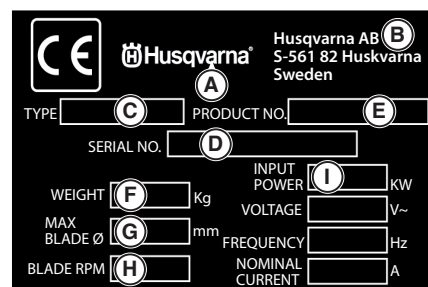 CE
Husqvarna®
A
Husqvarna AB B
S-561 82 Huskvarna
Sweden
TYPE C PRODUCT NO. E
SERIAL NO. D
WEIGHT F Kg
MAX
BLADE Ø G mm
BLADE RPM H
INPUT
POWER I KW
VOLTAGE V~
FREQUENCY Hz
NOMINAL
CURRENT A